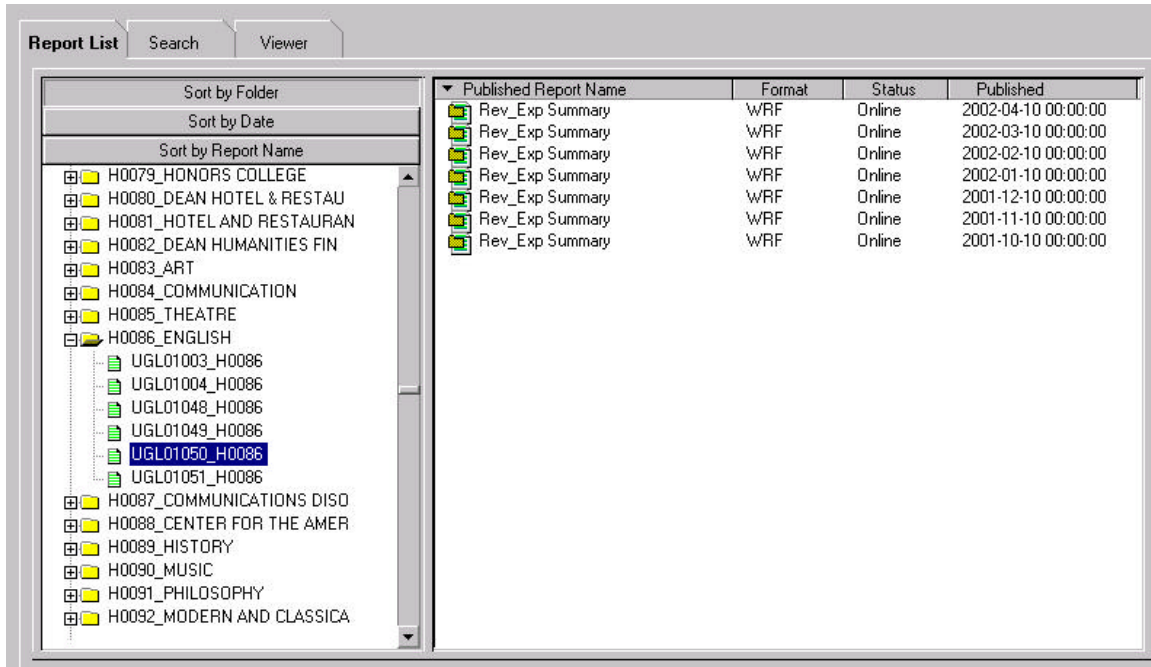 Report List Search Viewer
Sort by Folder
Sort by Date
Sort by Report Name
H0079_HONORS COLLEGE
H0080_DEAN HOTEL & RESTAU
H0081_HOTEL AND RESTAURAN
H0082_DEAN HUMANITIES FIN
H0083_ART
H0084_COMMUNICATION
H0085_THEATRE
H0086_ENGLISH
UGL01003_H0086
UGL01004_H0086
UGL01048_H0086
UGL01049_H0086
UGL01050_H0086
UGL01051_H0086
H0087_COMMUNICATIONS DISO
H0088_CENTER FOR THE AMER
H0089_HISTORY
H0090_MUSIC
H0091_PHILOSOPHY
H0092_MODERN AND CLASSICA
Published Report Name Format Status Published
Rev_Exp Summary WRF Online 2002-04-10 00:00:00
Rev_Exp Summary WRF Online 2002-03-10 00:00:00
Rev_Exp Summary WRF Online 2002-02-10 00:00:00
Rev_Exp Summary WRF Online 2002-01-10 00:00:00
Rev_Exp Summary WRF Online 2001-12-10 00:00:00
Rev_Exp Summary WRF Online 2001-11-10 00:00:00
Rev_Exp Summary WRF Online 2001-10-10 00:00:00